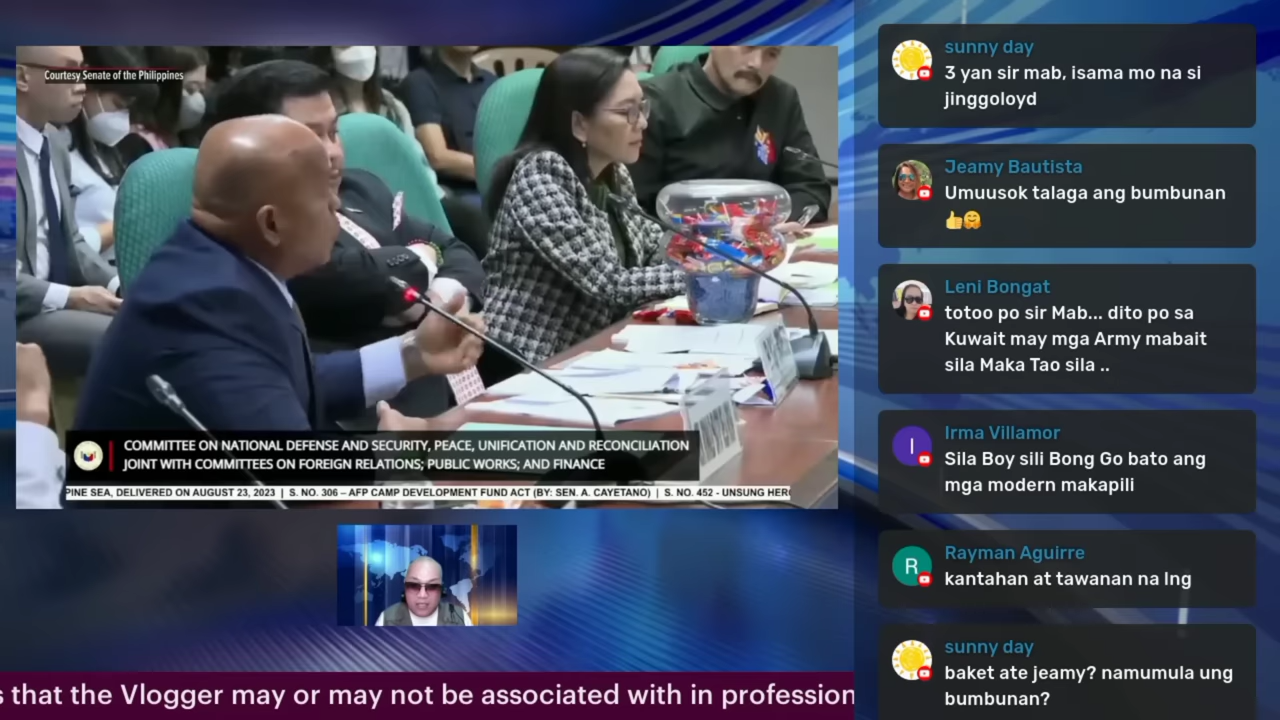 Courtesy Senate of the Philippines
COMMITTEE ON NATIONAL DEFENSE AND SECURITY, PEACE, UNIFICATION AND RECONCILIATION
JOINT WITH COMMITTEES ON FOREIGN RELATIONS; PUBLIC WORKS; AND FINANCE
PINE SEA, DELIVERED ON AUGUST 23, 2023 | S. NO. 306 – AFP CAMP DEVELOPMENT FUND ACT (BY: SEN. A. CAYETANO) | S. NO. 452 - UNSUNG HER
s that the Vlogger may or may not be associated with in profession
sunny day
3 yan sir mab, isama mo na si
jinggoloyd
Jeamy Bautista
Umuusok talaga ang bumbunan
👍🤗
Leni Bongat
totoo po sir Mab... dito po sa
Kuwait may mga Army mabait
sila Maka Tao sila ..
I
Irma Villamor
Sila Boy sili Bong Go bato ang
mga modern makapili
R
Rayman Aguirre
kantahan at tawanan na lng
sunny day
baket ate jeamy? namumula ung
bumbunan?